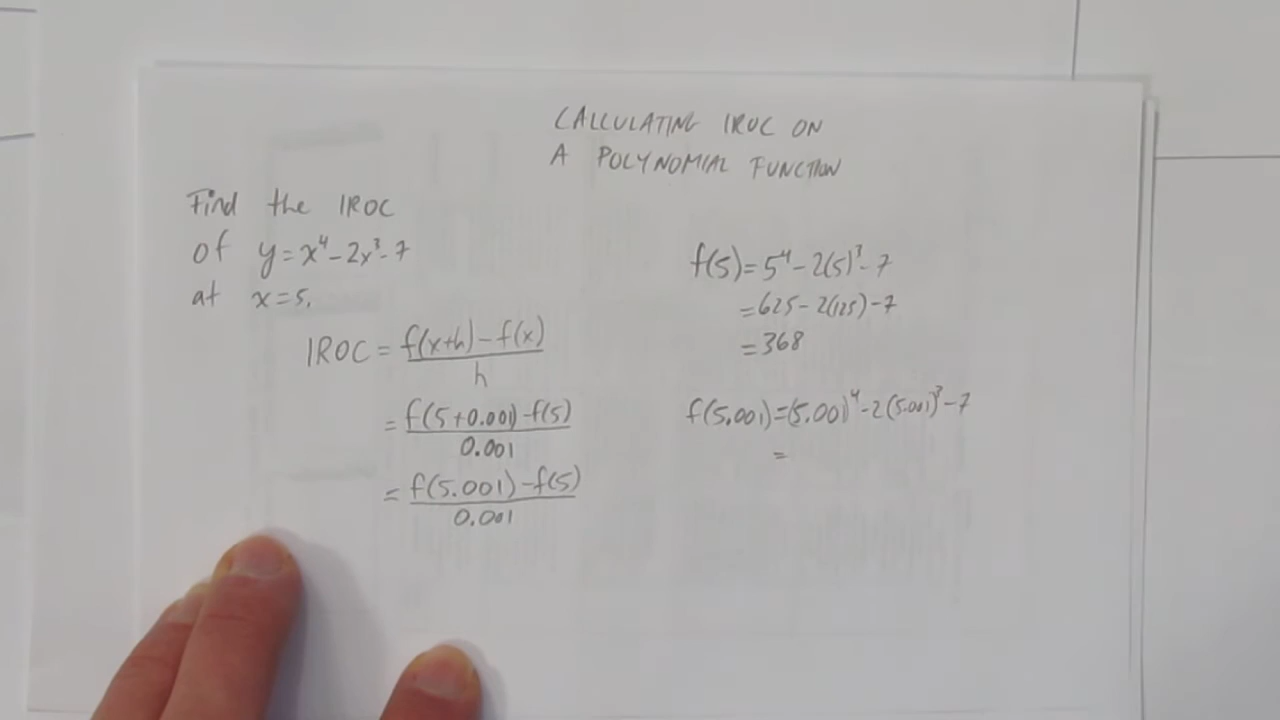 CALCULATING IROC ON
A POLYNOMIAL FUNCTION
Find the IROC
of y=x⁴-2x³-7
at x=5.
IROC = f(x+h)-f(x)
h
= f(5+0.001)-f(5)
0.001
= f(5.001)-f(5)
0.001
f(5)=5⁴-2(5)³-7
=625-2(125)-7
=368
f(5.001)=(5.001)⁴-2(5.001)³-7
=